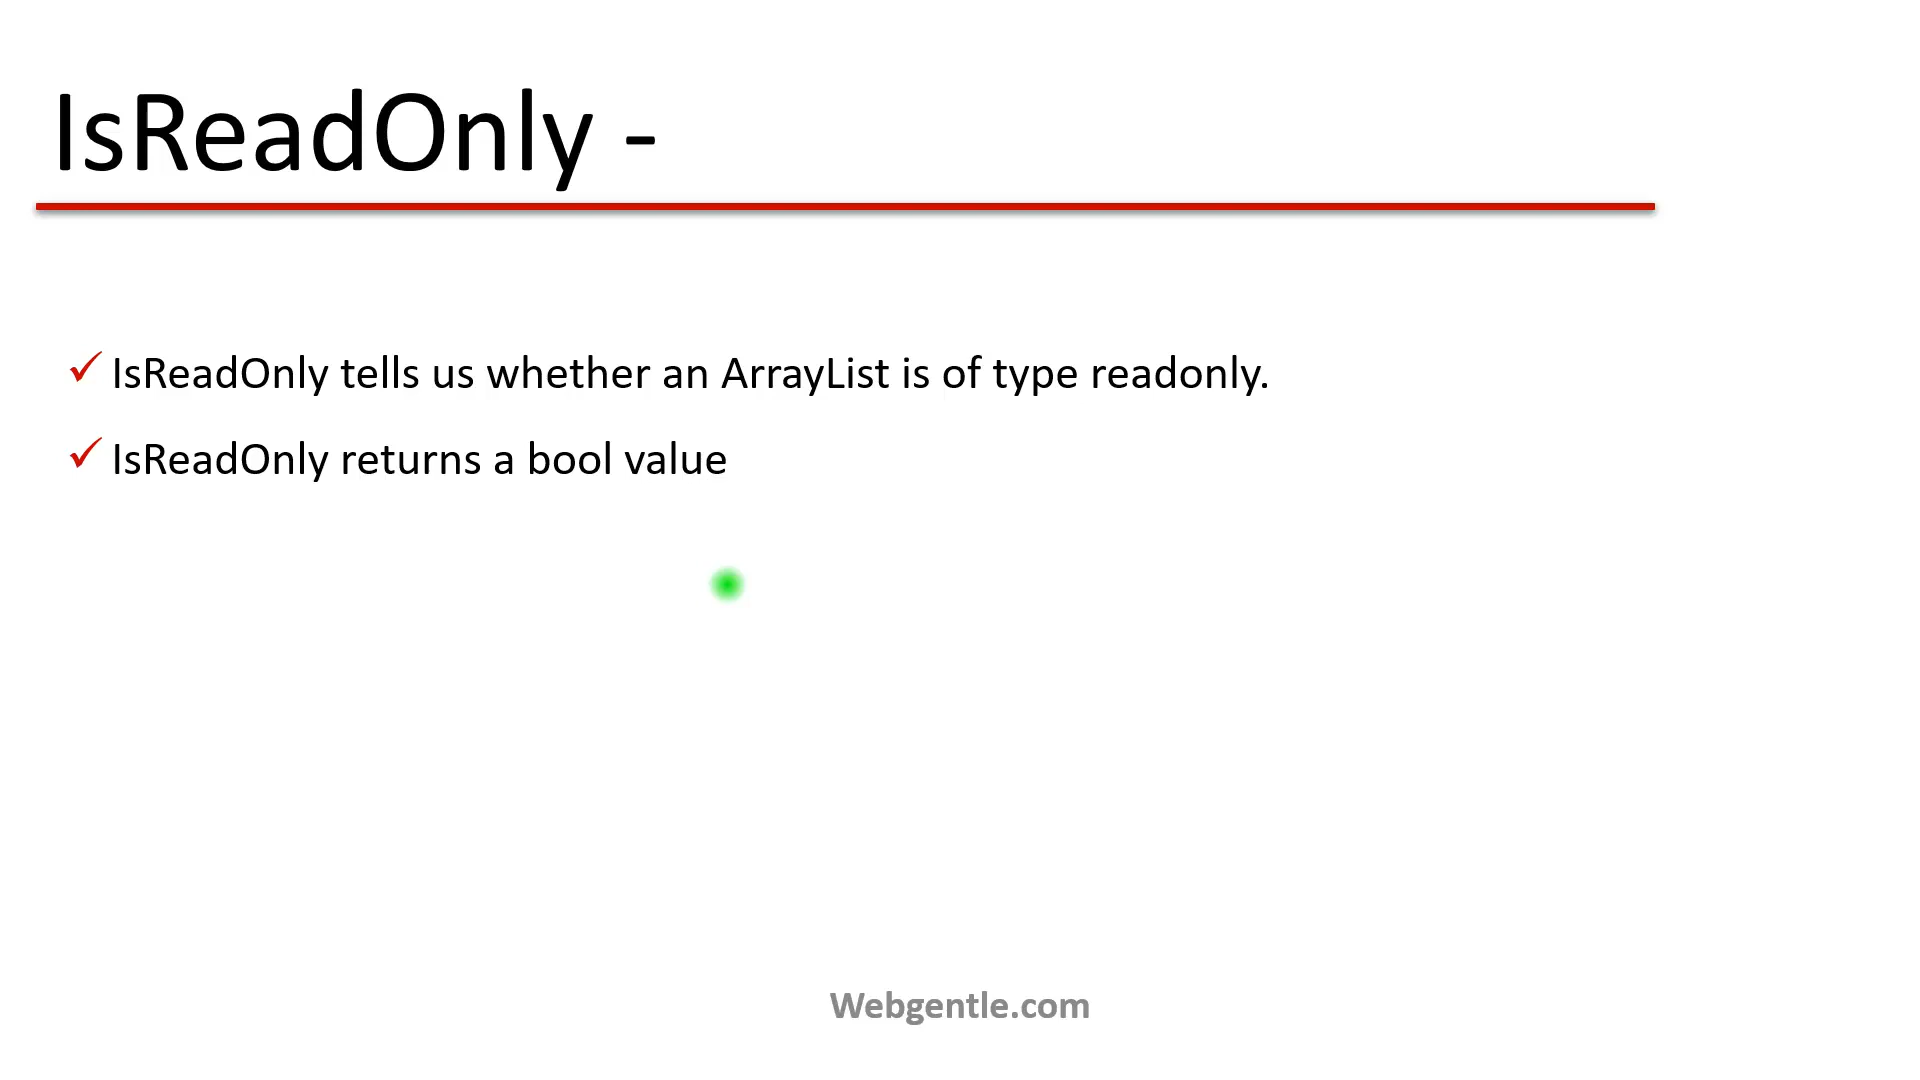 IsReadOnly -
IsReadOnly tells us whether an ArrayList is of type readonly.
IsReadOnly returns a bool value
Webgentle.com